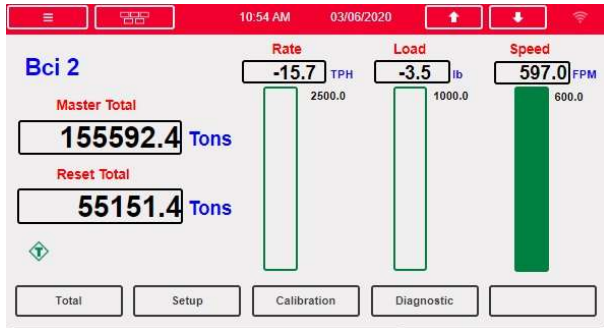 10:54 AM 03/06/2020
Bci 2
Rate Load Speed
-15.7 TPH -3.5 lb 597.0 FPM
2500.0 1000.0 600.0
Master Total
155592.4 Tons
Reset Total
55151.4 Tons
T
Total Setup Calibration Diagnostic